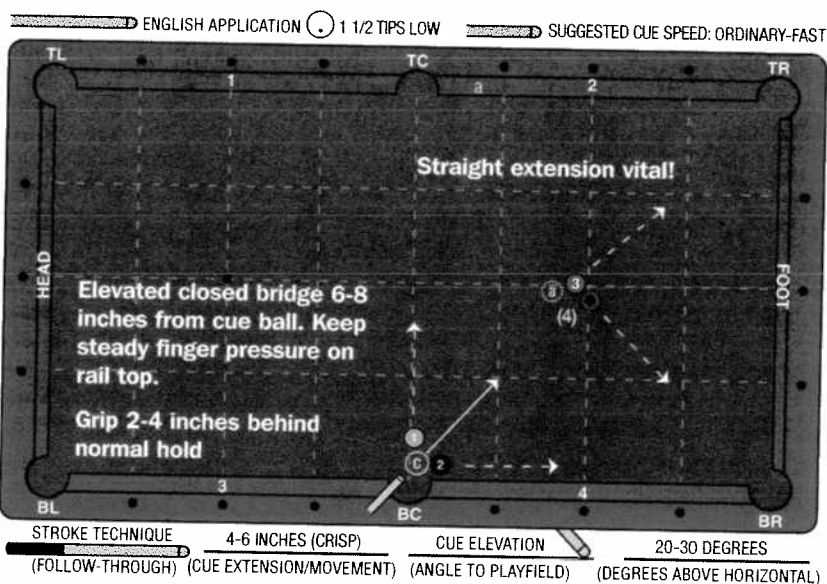 ENGLISH APPLICATION 1 1/2 TIPS LOW SUGGESTED CUE SPEED: ORDINARY-FAST
TL TC TR
1 a 2
Straight extension vital!
HEAD
FOOT
8 3
(4)
Elevated closed bridge 6-8
inches from cue ball. Keep
steady finger pressure on
rail top.
Grip 2-4 inches behind
normal hold
1
C 2
3 4
BL BC BR
STROKE TECHNIQUE 4-6 INCHES (CRISP) CUE ELEVATION 20-30 DEGREES
(FOLLOW-THROUGH) (CUE EXTENSION/MOVEMENT) (ANGLE TO PLAYFIELD) (DEGREES ABOVE HORIZONTAL)